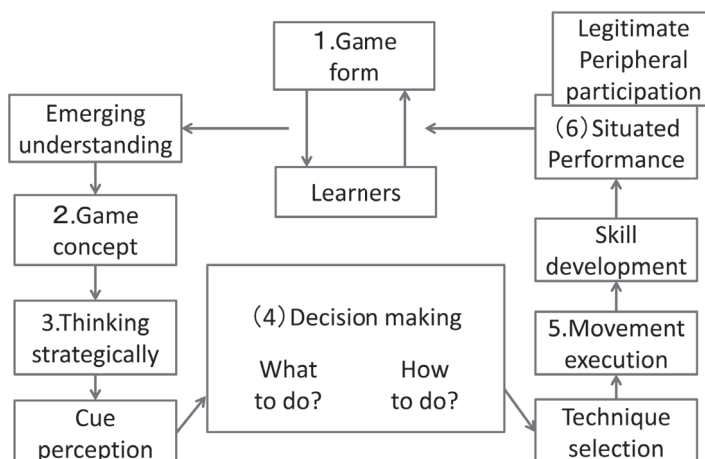 1.Game
form
Learners
Emerging
understanding
2.Game
concept
3.Thinking
strategically
Cue
perception
(4)Decision making
What
to do?
How
to do?
Technique
selection
5.Movement
execution
Skill
development
(6)Situated
Performance
Legitimate
Peripheral
participation